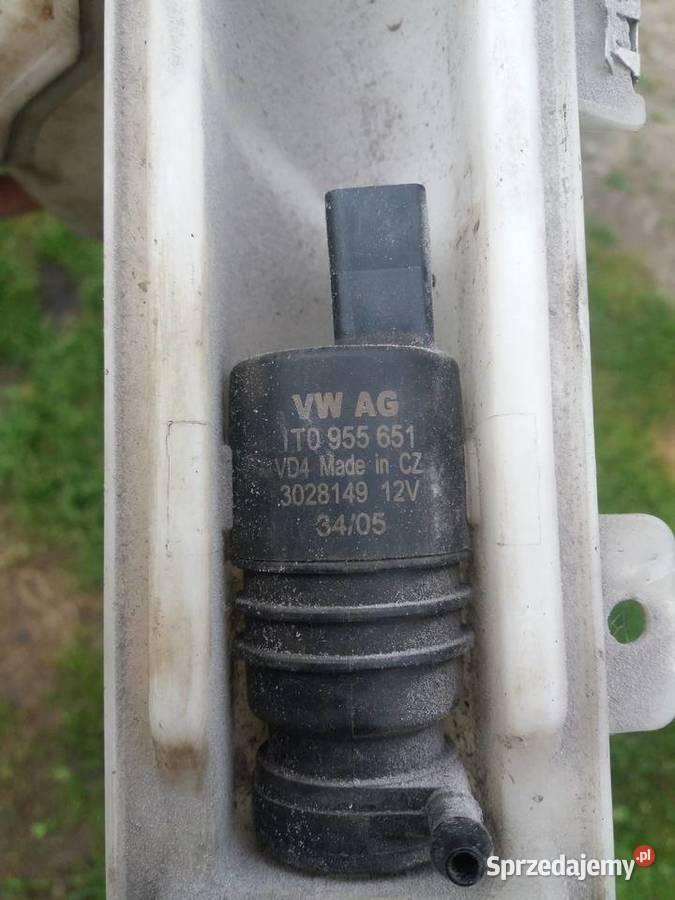 VW AG
1T0 955 651
VD4 Made in CZ
3028149 12V
34/05
Sprzedajemy.pl